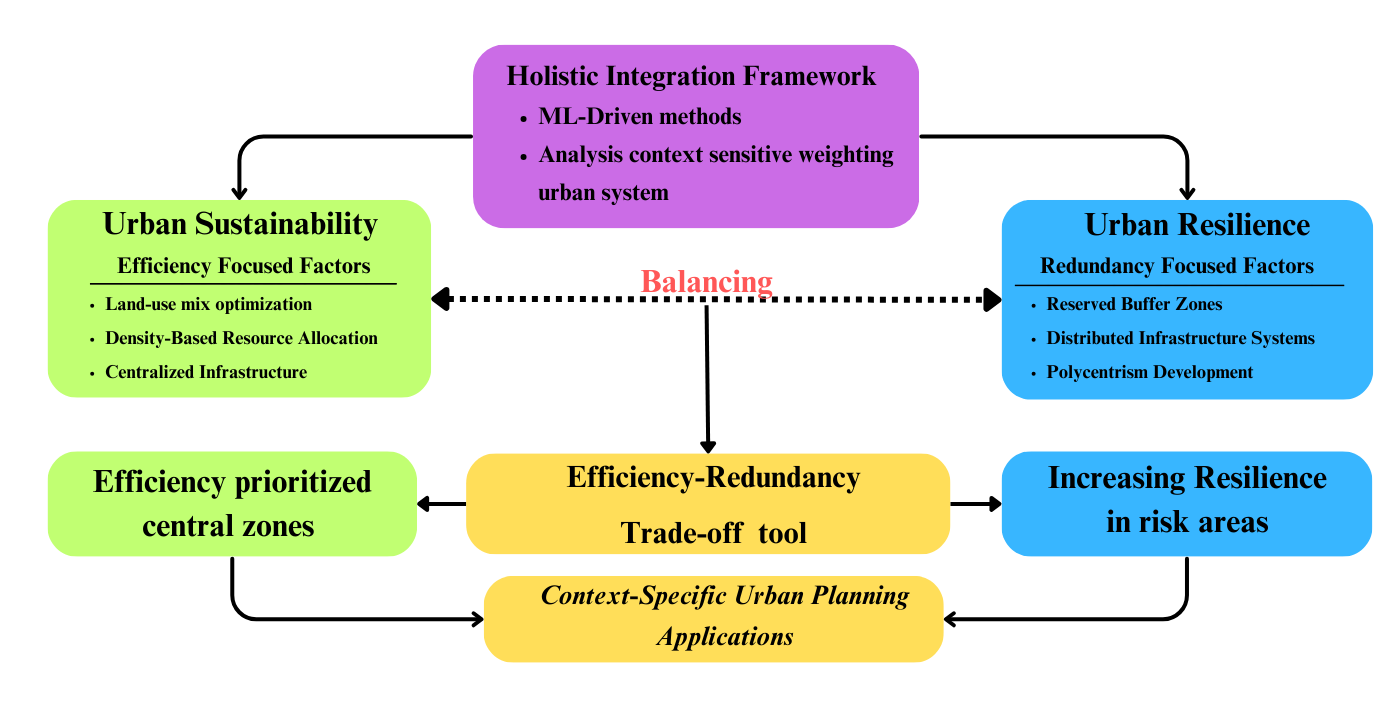 Holistic Integration Framework
• ML-Driven methods
• Analysis context sensitive weighting
urban system
Urban Sustainability
Efficiency Focused Factors
• Land-use mix optimization
• Density-Based Resource Allocation
• Centralized Infrastructure
Balancing
Urban Resilience
Redundancy Focused Factors
• Reserved Buffer Zones
• Distributed Infrastructure Systems
• Polycentrism Development
Efficiency prioritized
central zones
Efficiency-Redundancy
Trade-off tool
Increasing Resilience
in risk areas
Context-Specific Urban Planning
Applications